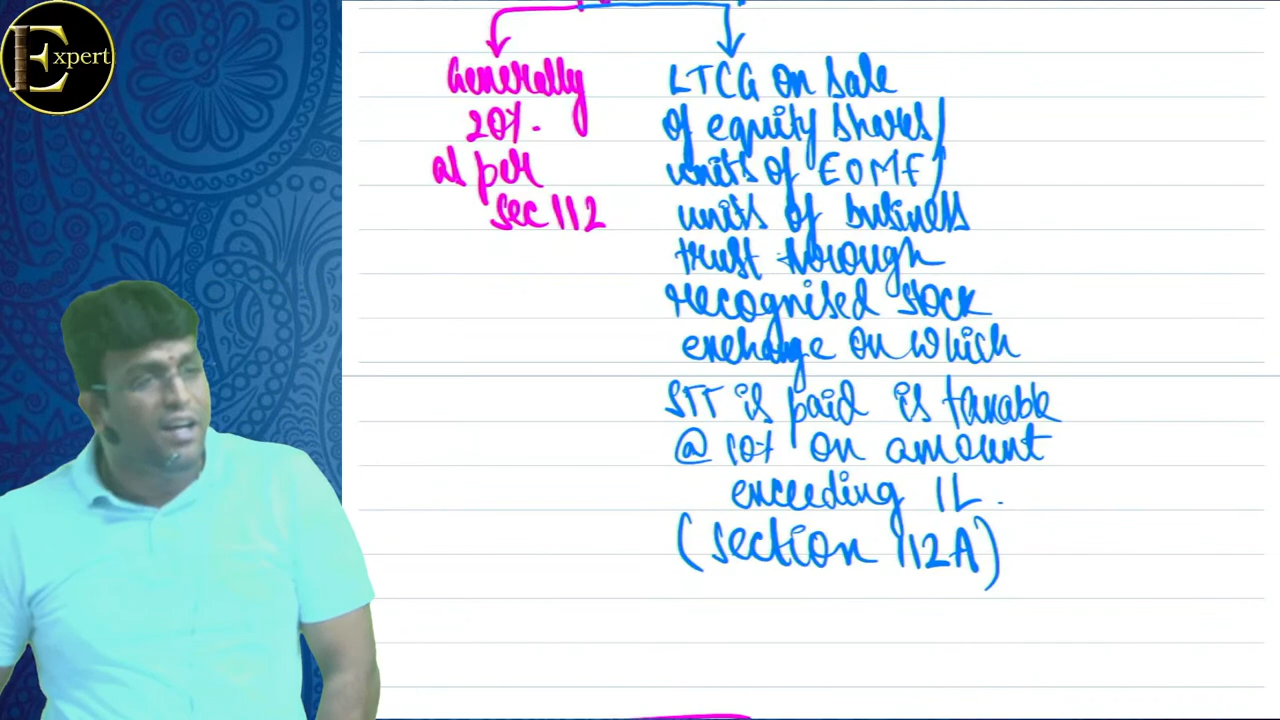 Expert
Generally
20%.
as per
sec 112
LTCG on sale
of equity shares/
units of EOMF/
units of business
trust through
recognised stock
exchange on which
STT is paid is taxable
@ 10% on amount
exceeding 1L.
(section 112A)